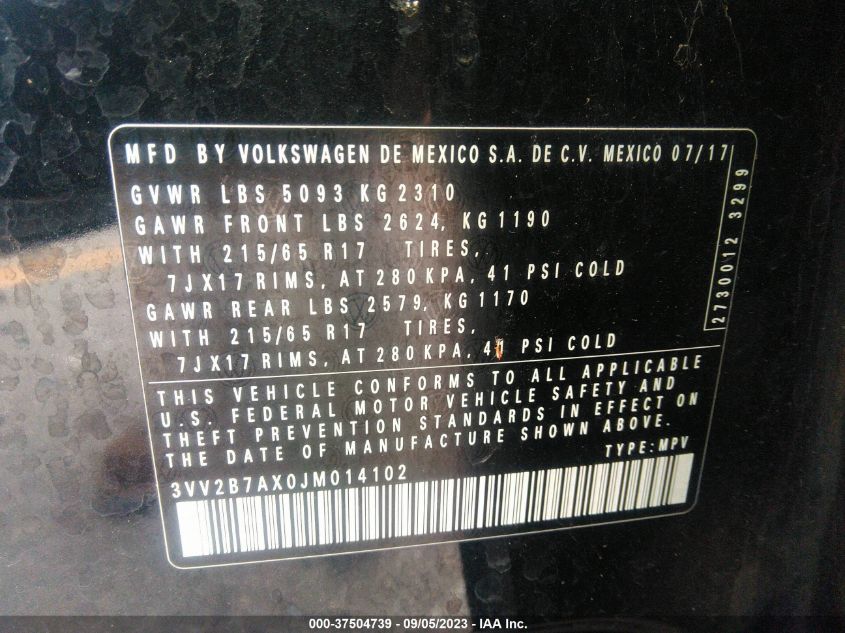 MFD BY VOLKSWAGEN DE MEXICO S.A. DE C.V. MEXICO 07/17
GVWR LBS 5093 KG 2310
GAWR FRONT LBS 2624, KG 1190
WITH 215/65 R17 TIRES,
7JX17 RIMS, AT 280 KPA, 41 PSI COLD
GAWR REAR LBS 2579, KG 1170
WITH 215/65 R17 TIRES,
7JX17 RIMS, AT 280 KPA, 41 PSI COLD
2730012 3299
THIS VEHICLE CONFORMS TO ALL APPLICABLE
U.S. FEDERAL MOTOR VEHICLE SAFETY AND
THEFT PREVENTION STANDARDS IN EFFECT ON
THE DATE OF MANUFACTURE SHOWN ABOVE.
TYPE: MPV
3VV2B7AX0JM014102
000-37504739 - 09/05/2023 - IAA Inc.